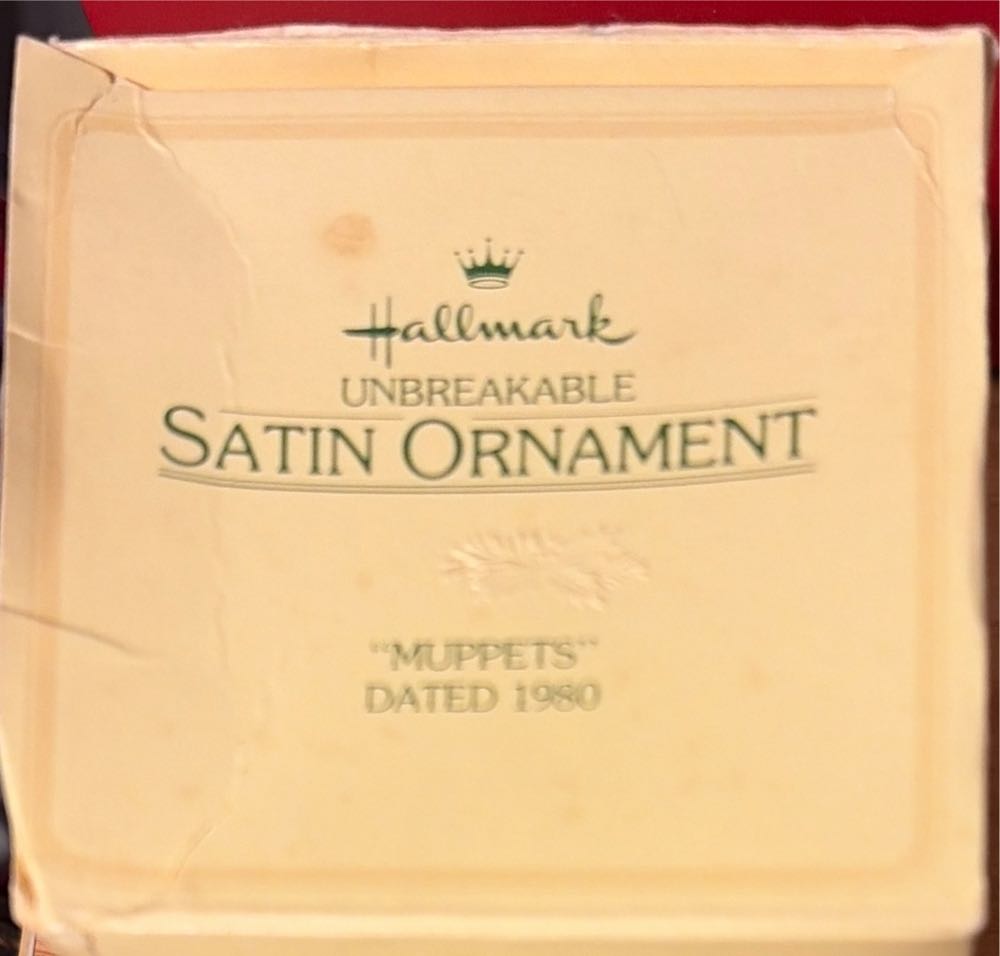 Hallmark
UNBREAKABLE
SATIN ORNAMENT
"MUPPETS"
DATED 1980